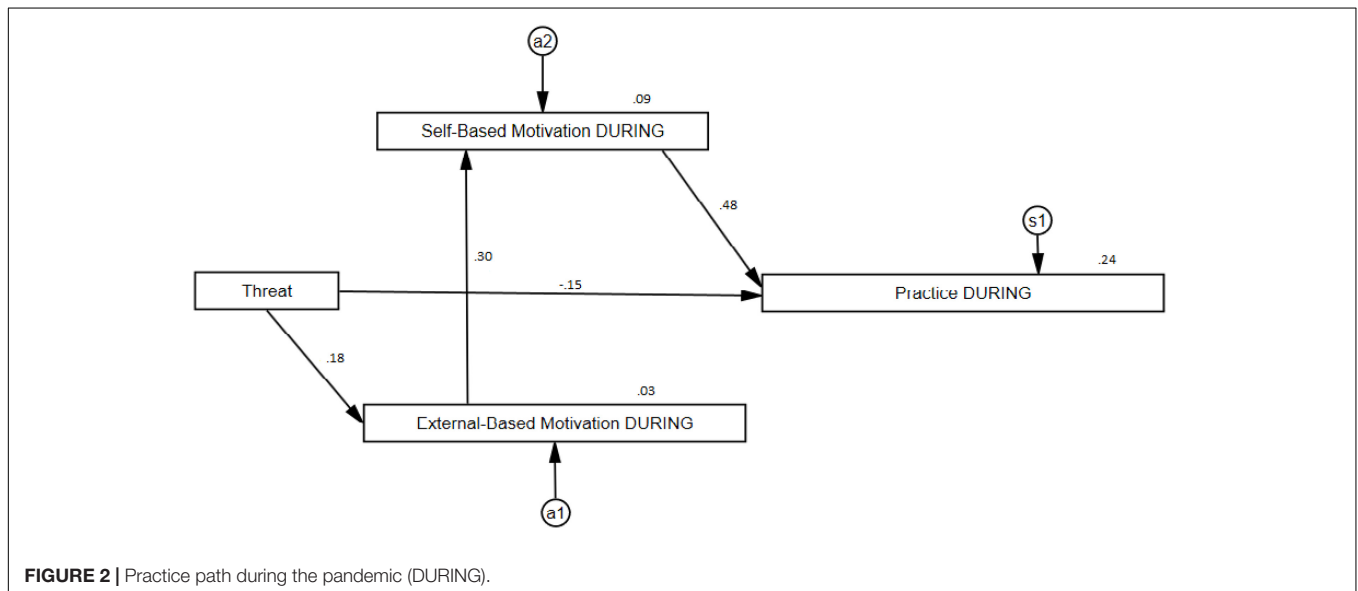 a2
.09
Self-Based Motivation DURING
.48
s1
.30
.24
Threat
-.15
Practice DURING
.18
.03
External-Based Motivation DURING
a1
FIGURE 2 | Practice path during the pandemic (DURING).